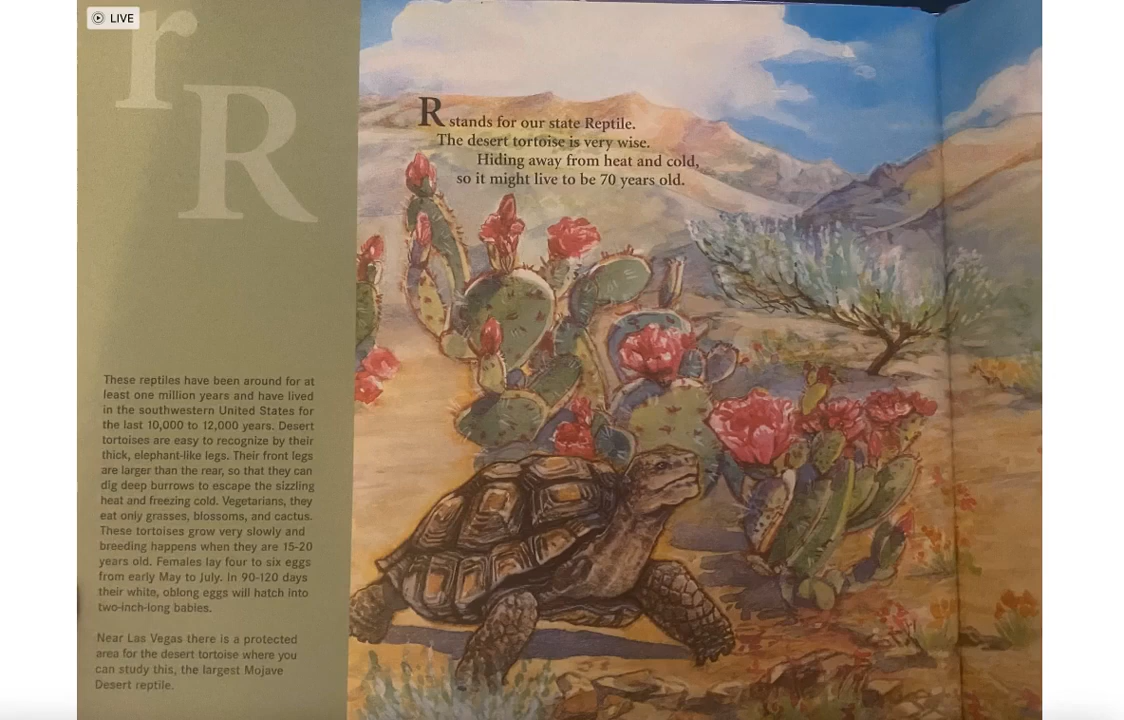 LIVE
r
R
R stands for our state Reptile.
The desert tortoise is very wise.
Hiding away from heat and cold,
so it might live to be 70 years old.
These reptiles have been around for at
least one million years and have lived
in the southwestern United States for
the last 10,000 to 12,000 years. Desert
tortoises are easy to recognize by their
thick, elephant-like legs. Their front legs
are larger than the rear, so that they can
dig deep burrows to escape the sizzling
heat and freezing cold. Vegetarians, they
eat only grasses, blossoms, and cactus.
These tortoises grow very slowly and
breeding happens when they are 15-20
years old. Females lay four to six eggs
from early May to July. In 90-120 days
their white, oblong eggs will hatch into
two-inch-long babies.
Near Las Vegas there is a protected
area for the desert tortoise where you
can study this, the largest Mojave
Desert reptile.